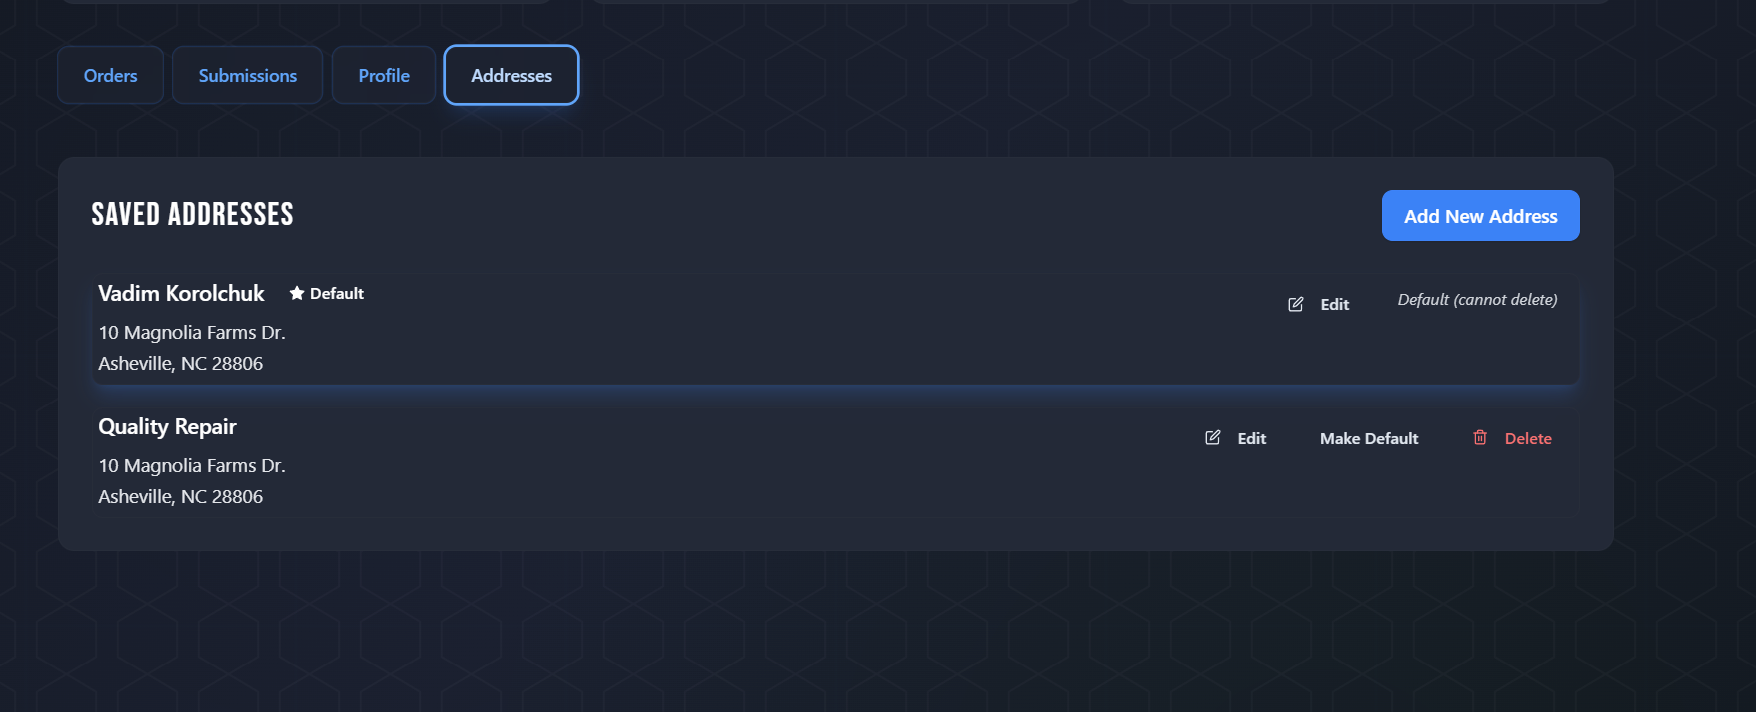 Orders Submissions Profile Addresses
SAVED ADDRESSES
Add New Address
Vadim Korolchuk Default
Edit Default (cannot delete)
10 Magnolia Farms Dr.
Asheville, NC 28806
Quality Repair
Edit Make Default Delete
10 Magnolia Farms Dr.
Asheville, NC 28806